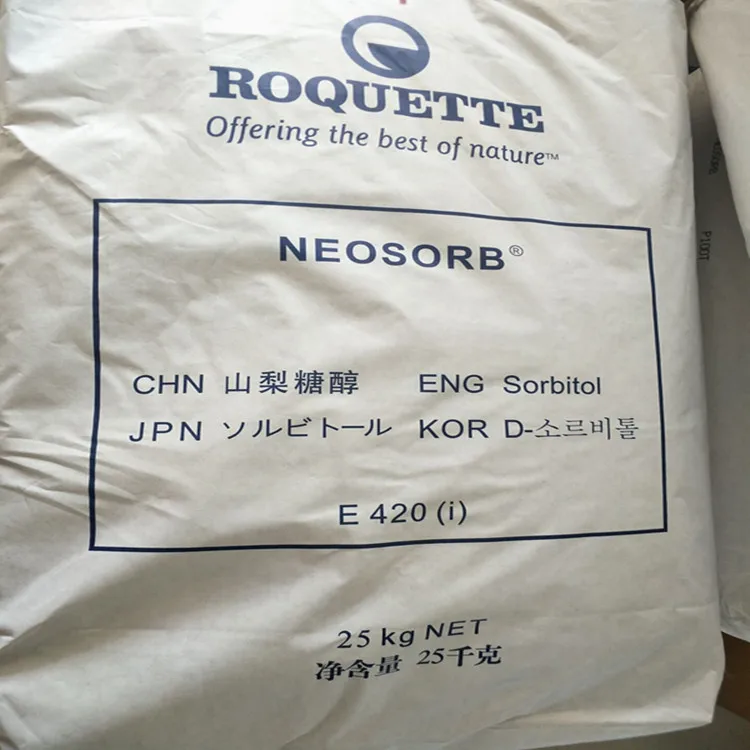 ROQUETTE
Offering the best of nature™
NEOSORB®
CHN 山梨糖醇 ENG Sorbitol
JPN ソルビトール KOR D-소르비톨
E 420 (i)
25 kg NET
净含量 25千克
P100T